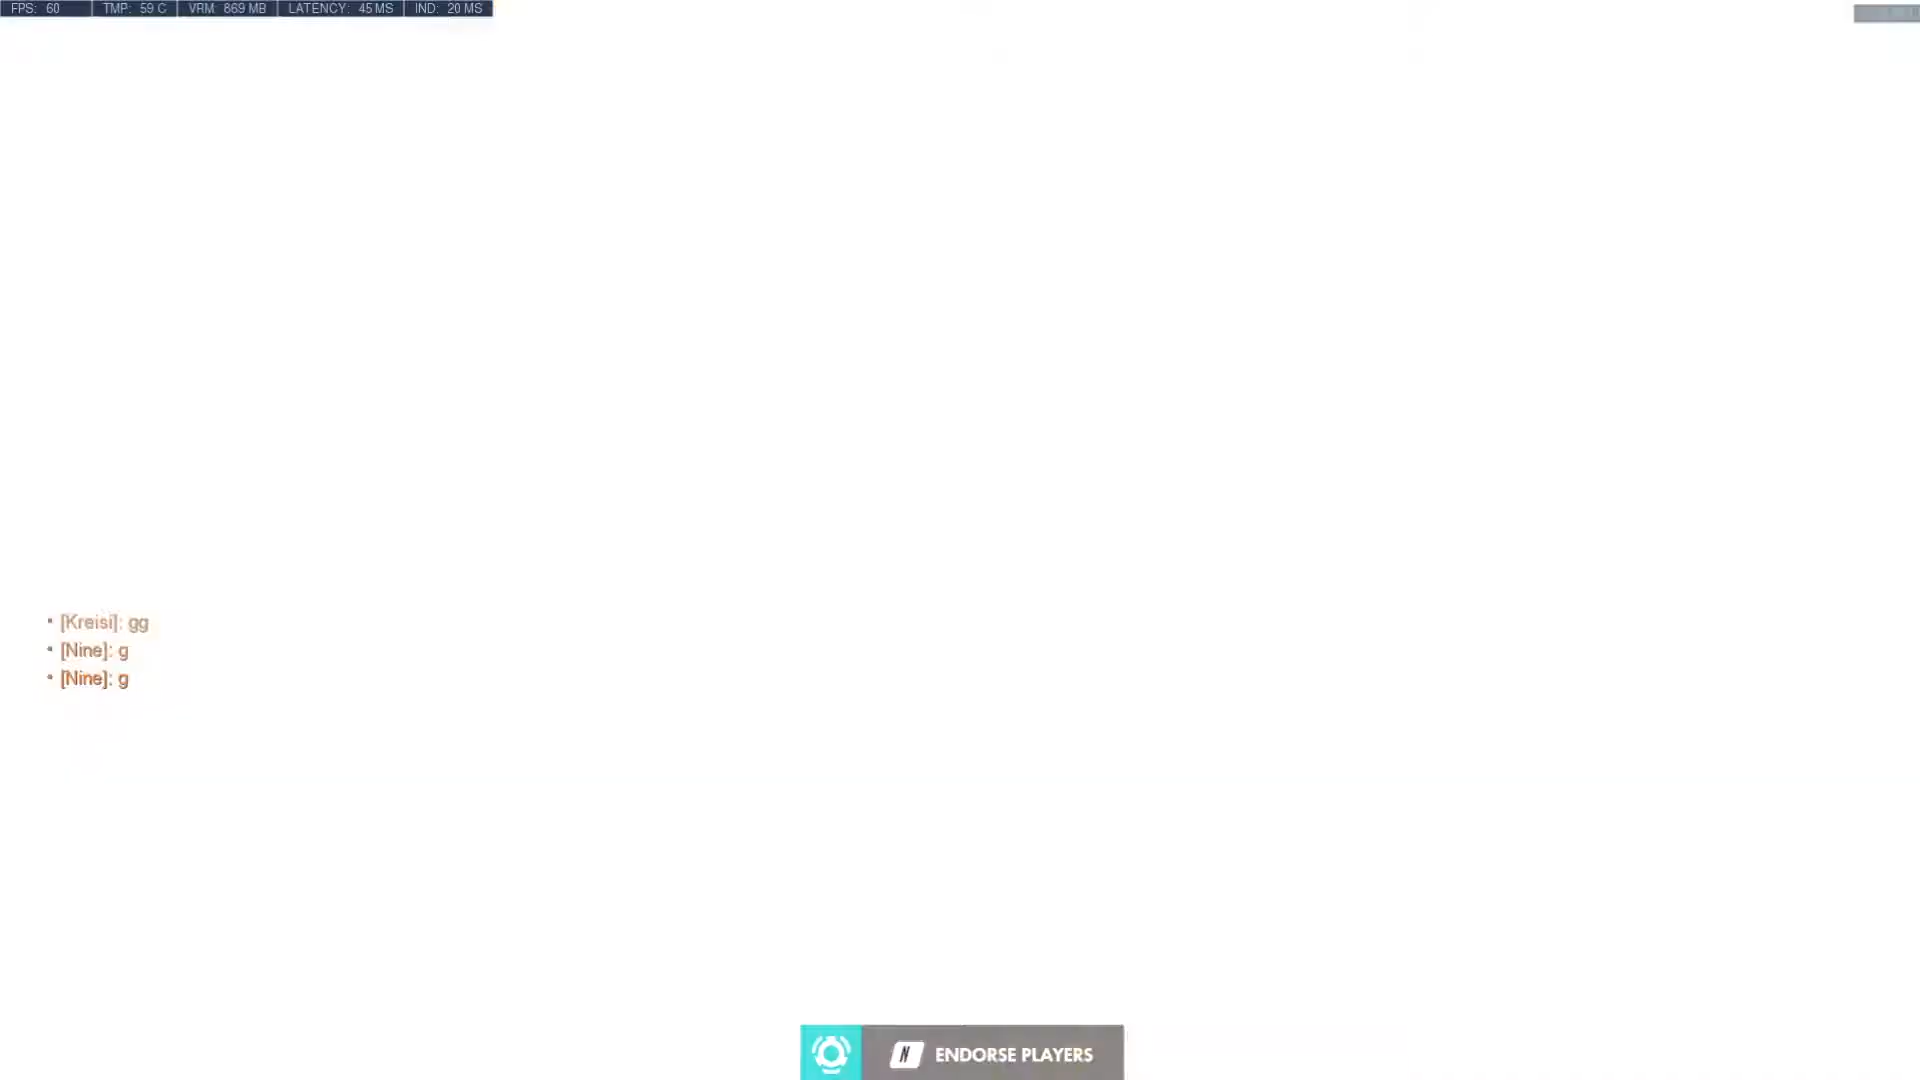 FPS: 60 TMP: 59 C VRM: 869 MB LATENCY: 45 MS IND: 20 MS
• [Kreisi]: gg
• [Nine]: g
• [Nine]: g
N ENDORSE PLAYERS